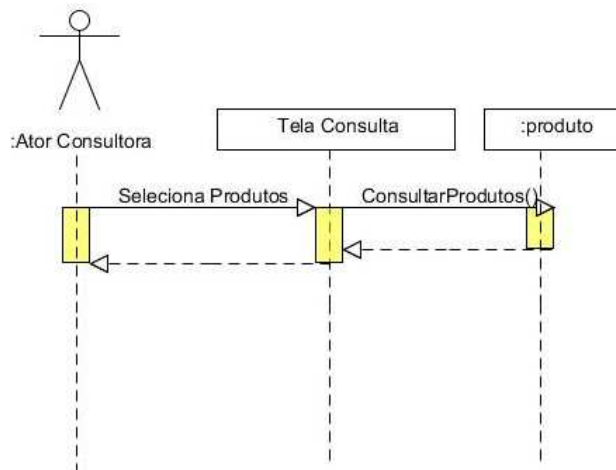 :Ator Consultora
Tela Consulta
:produto
Seleciona Produtos
ConsultarProdutos()